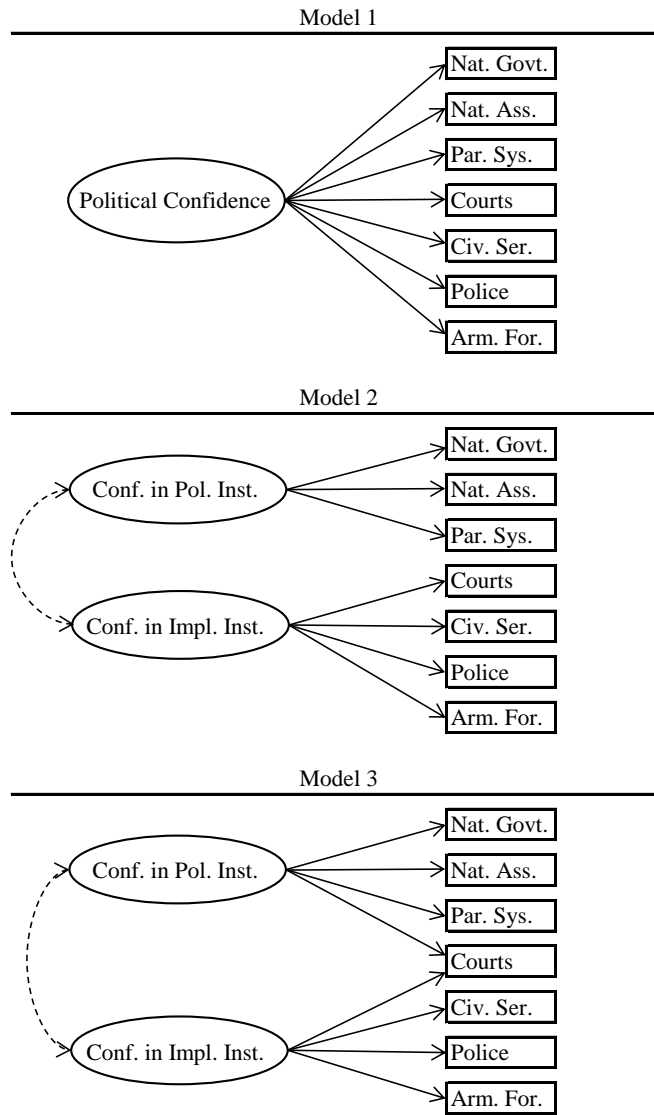 Model 1
Nat. Govt.
Nat. Ass.
Par. Sys.
Political Confidence
Courts
Civ. Ser.
Police
Arm. For.
Model 2
Nat. Govt.
Conf. in Pol. Inst.
Nat. Ass.
Par. Sys.
Courts
Conf. in Impl. Inst.
Civ. Ser.
Police
Arm. For.
Model 3
Nat. Govt.
Conf. in Pol. Inst.
Nat. Ass.
Par. Sys.
Courts
Civ. Ser.
Conf. in Impl. Inst.
Police
Arm. For.